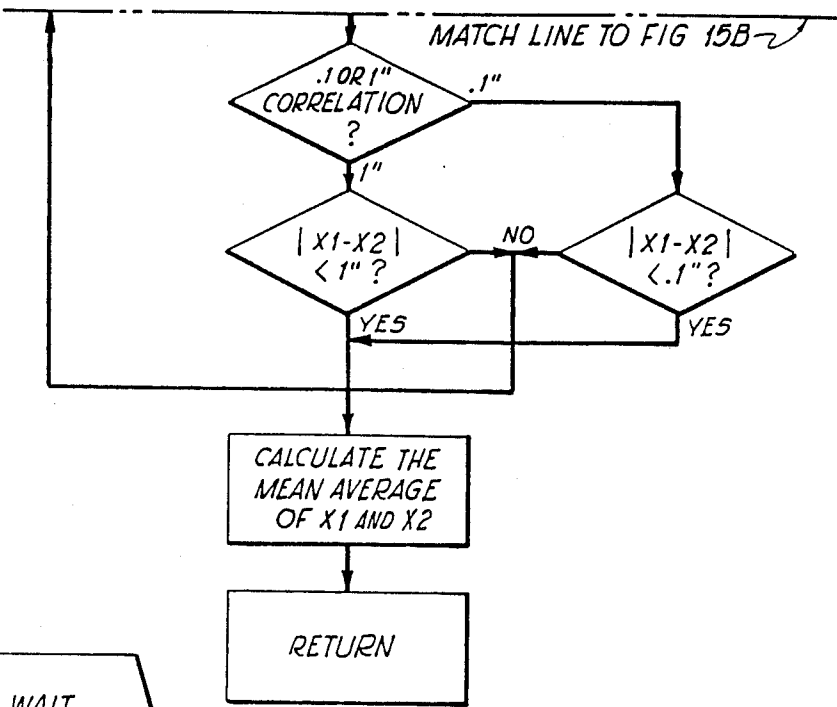 MATCH LINE TO FIG 15B
.1 OR 1"
CORRELATION
?
.1"
1"
| X1-X2 |
< 1" ?
NO
| X1-X2 |
< .1" ?
YES
YES
CALCULATE THE
MEAN AVERAGE
OF X1 AND X2
RETURN
WAIT